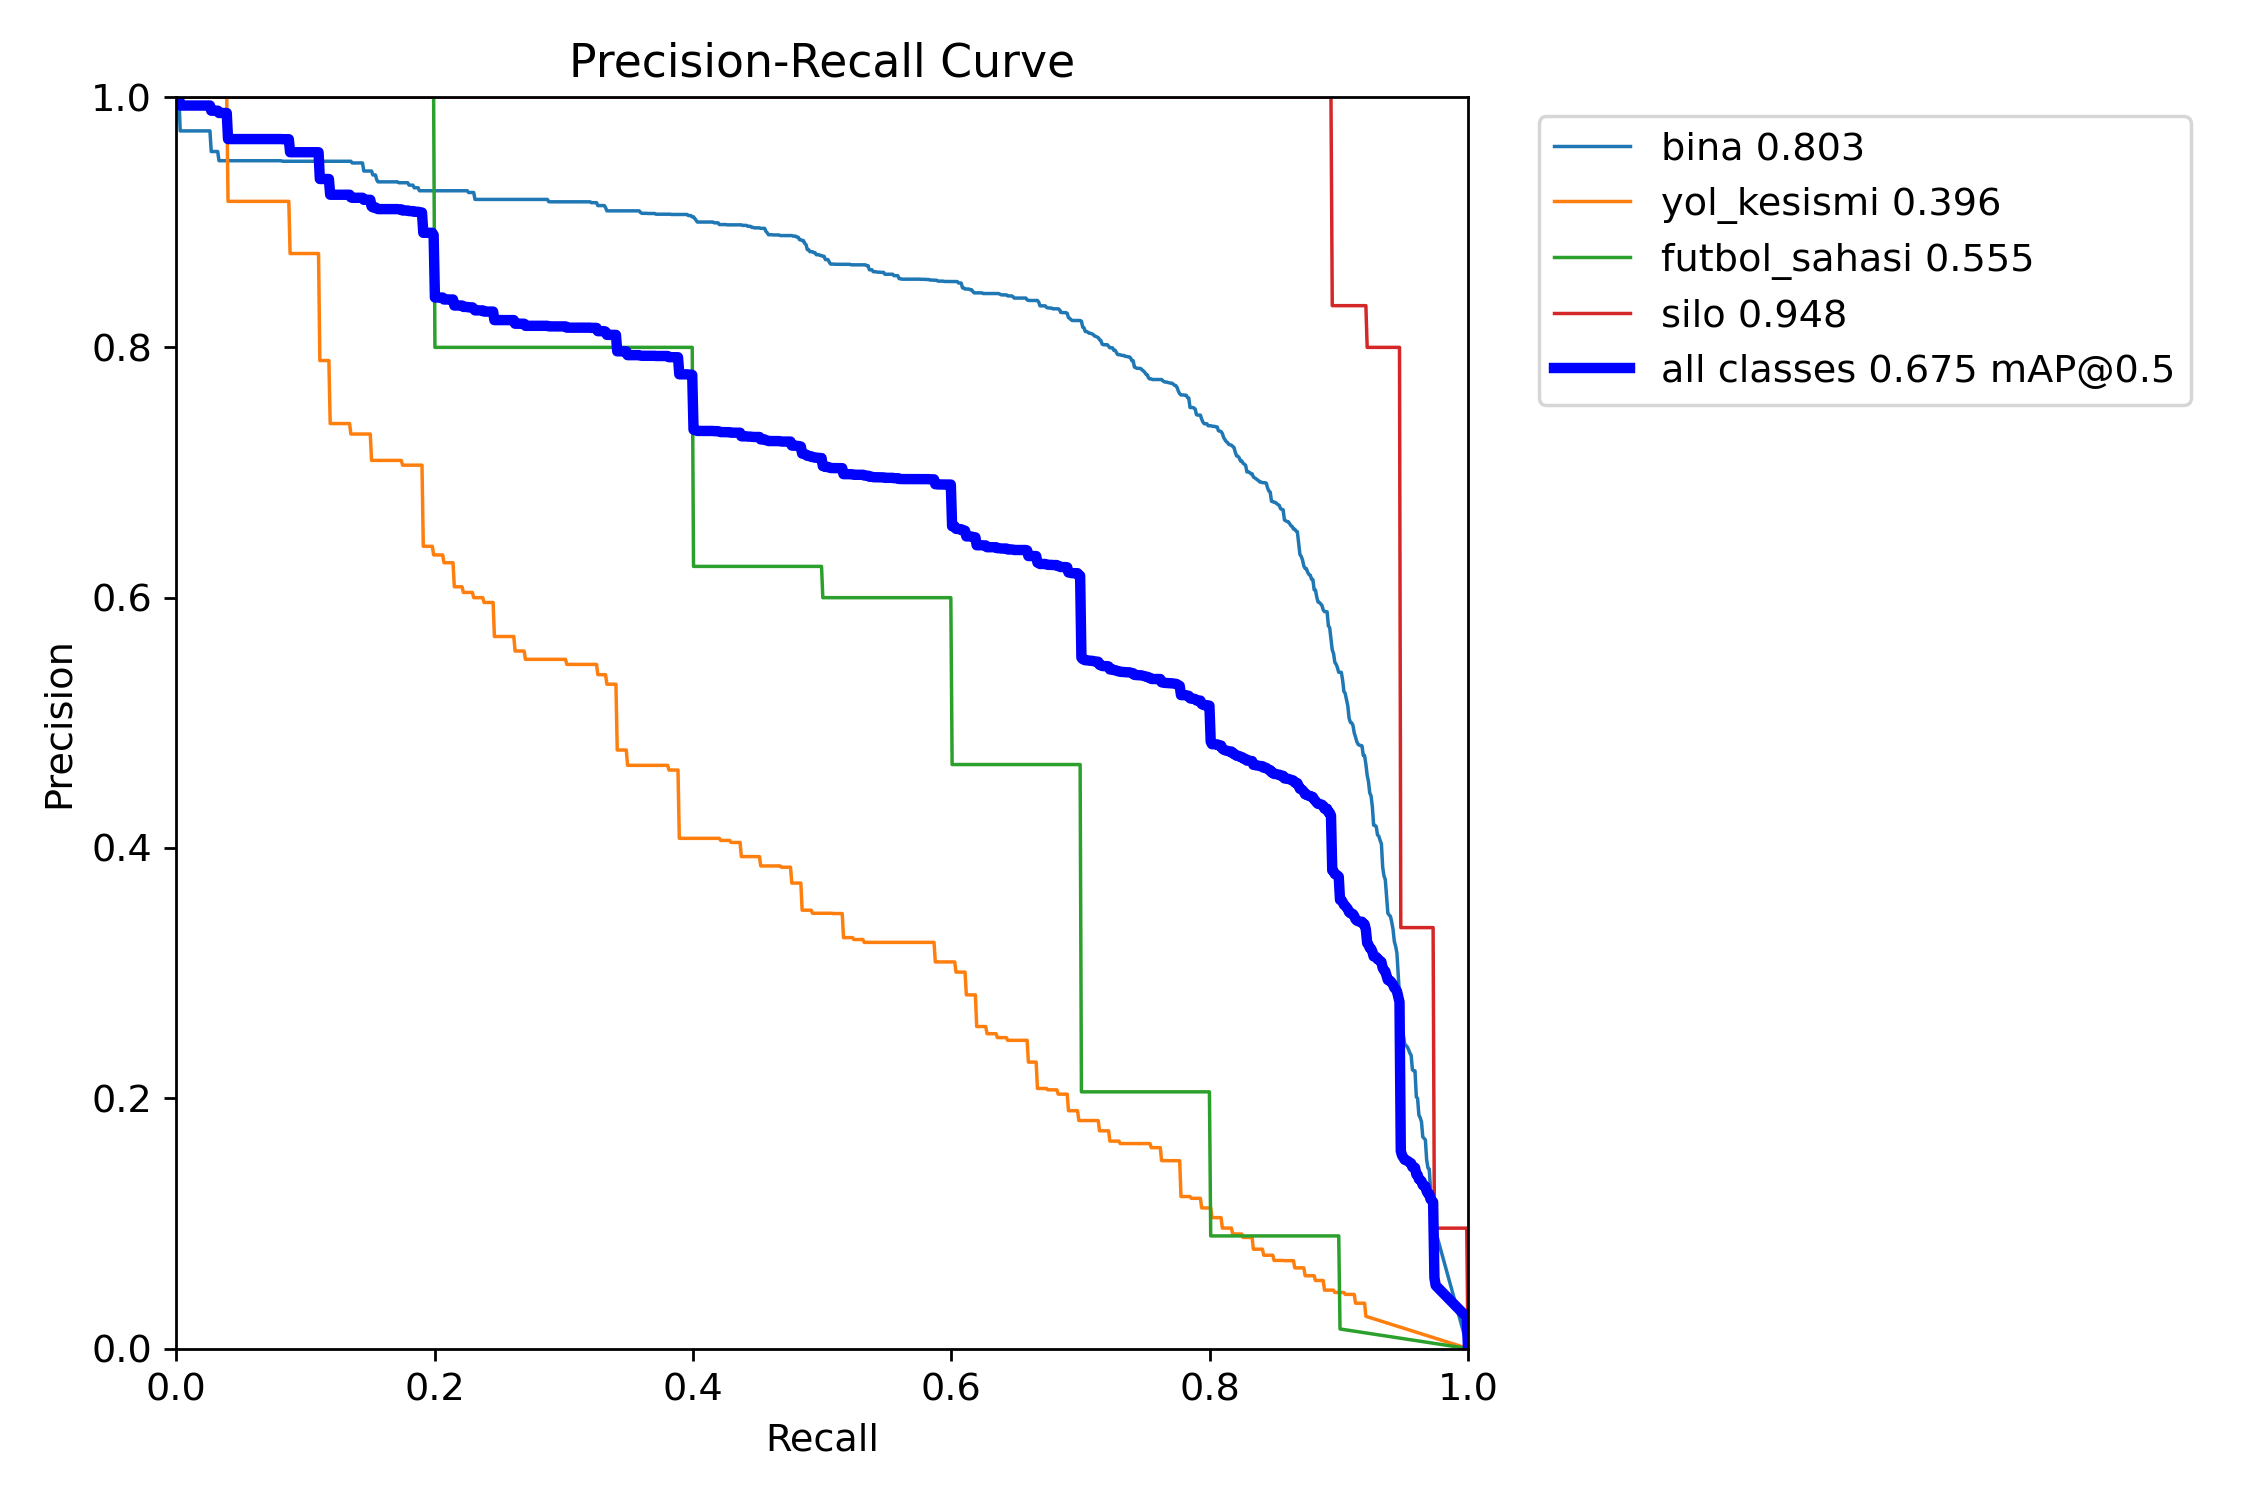 Precision-Recall Curve
1.0
0.8
0.6
0.4
0.2
0.0
Precision
0.0 0.2 0.4 0.6 0.8 1.0
Recall
bina 0.803
yol_kesismi 0.396
futbol_sahasi 0.555
silo 0.948
all classes 0.675 mAP@0.5